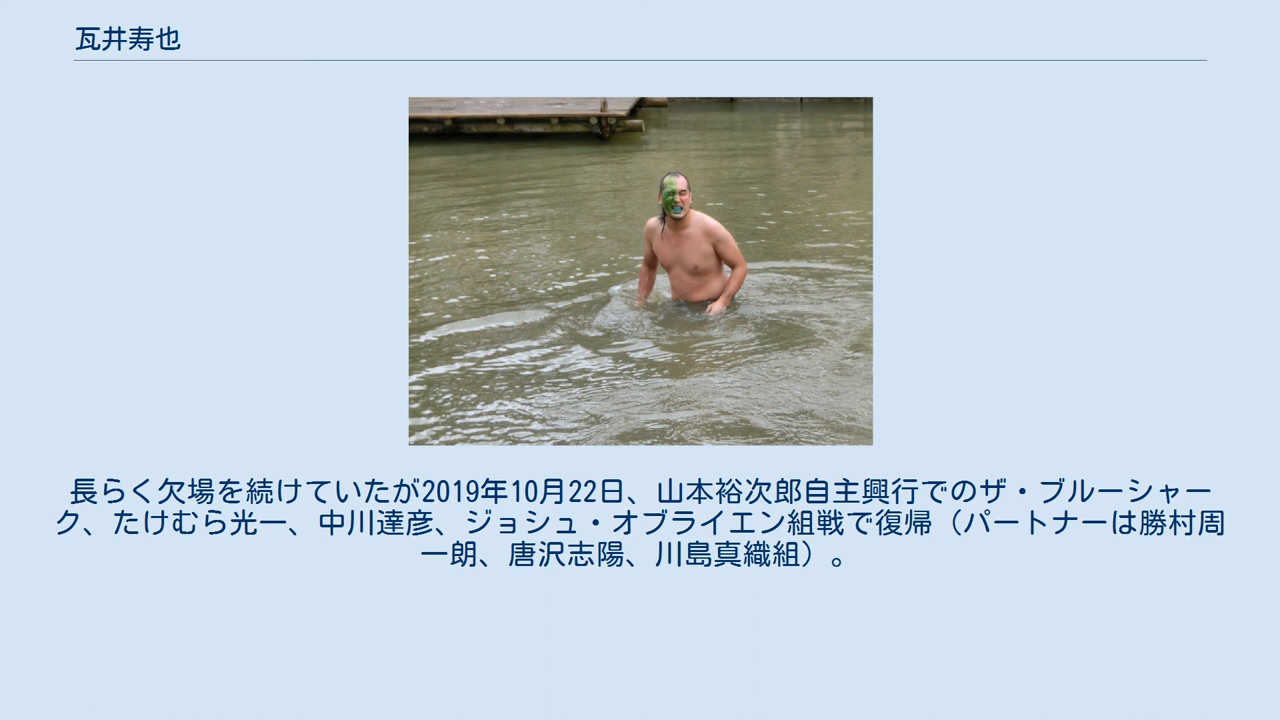 瓦井寿也
長らく欠場を続けていたが2019年10月22日、山本裕次郎自主興行でのザ・ブルーシャー
ク、たけむら光一、中川達彦、ジョシュ・オブライエン組戦で復帰（パートナーは勝村周
一朗、唐沢志陽、川島真織組）。